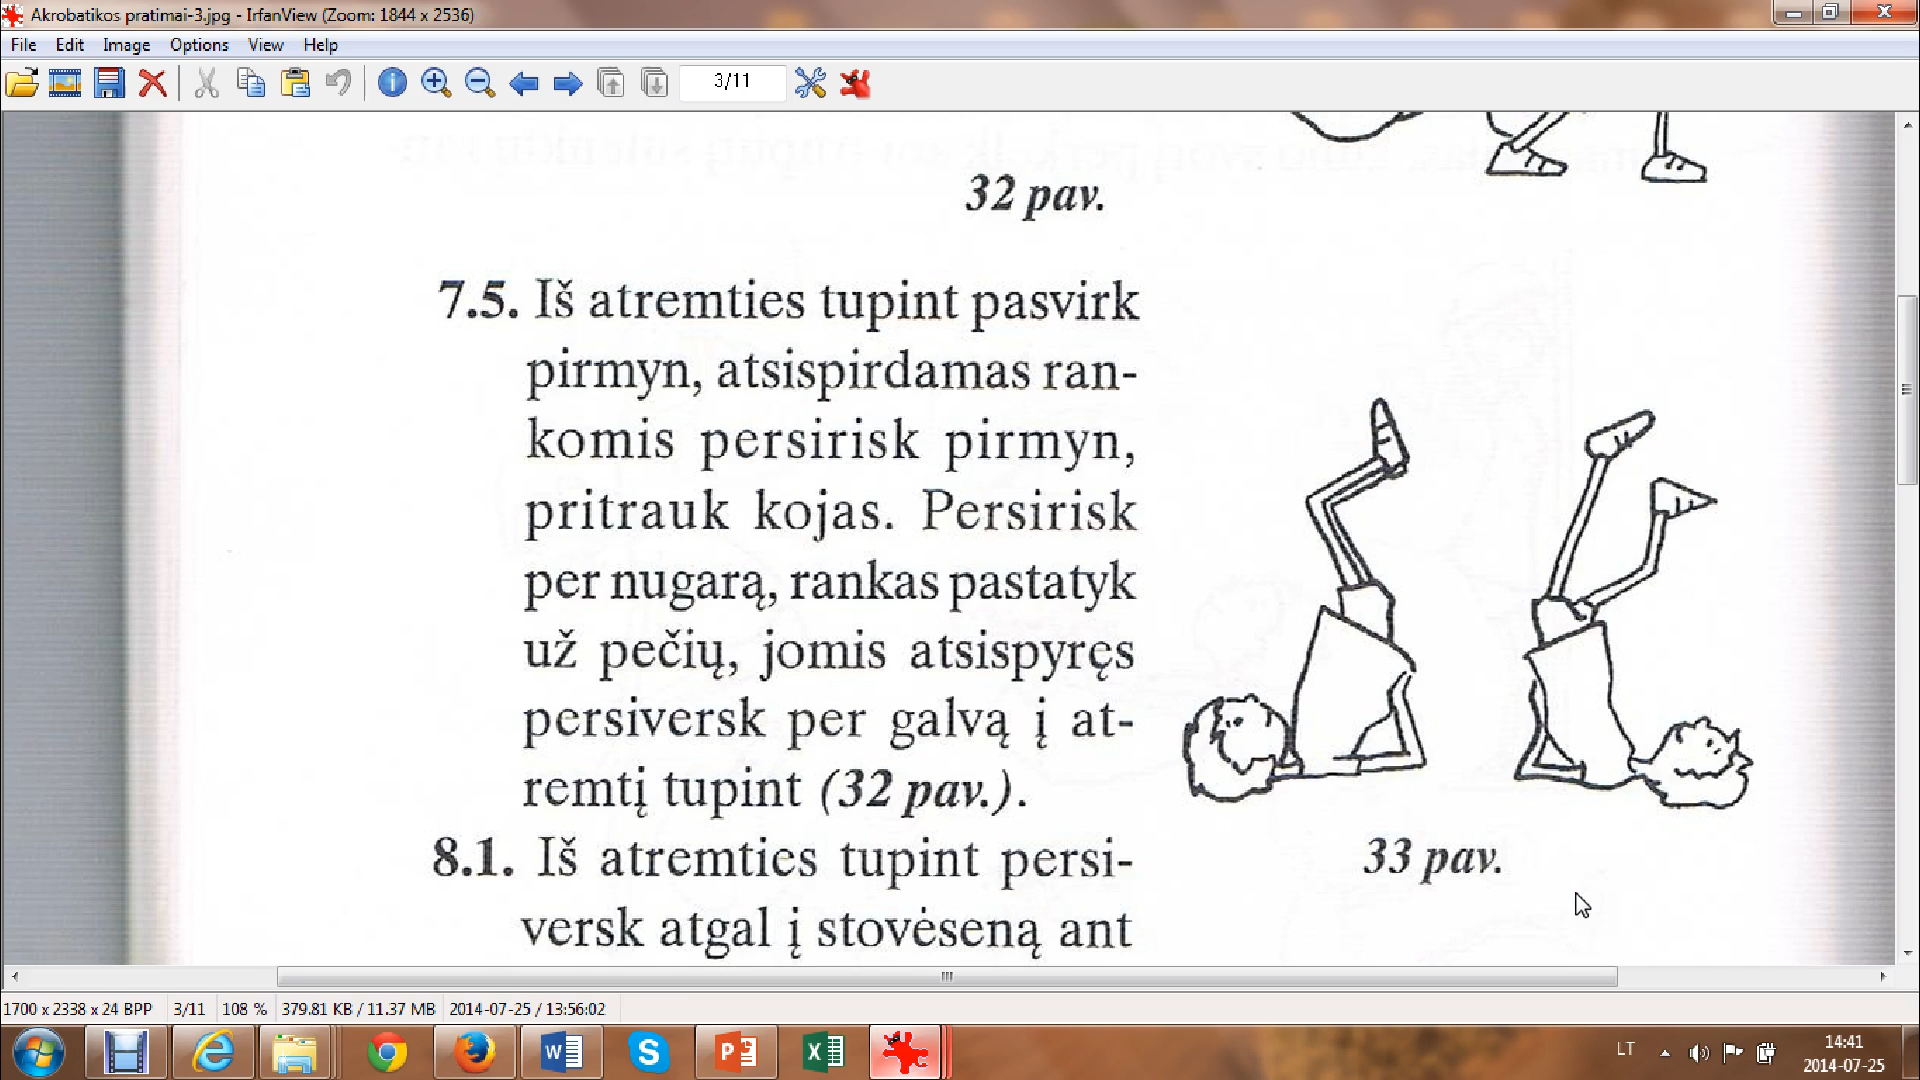 Akrobatikos pratimai-3.jpg - IrfanView (Zoom: 1844 x 2536)
File Edit Image Options View Help
3/11
32 pav.
7.5. Iš atremties tupint pasvirk
pirmyn, atsispirdamas ran-
komis persirisk pirmyn,
pritrauk kojas. Persirisk
per nugarą, rankas pastatyk
už pečių, jomis atsispyręs
persiversk per galvą į at-
remtį tupint (32 pav.).
8.1. Iš atremties tupint persi-
versk atgal į stovėseną ant
33 pav.
1700 x 2338 x 24 BPP 3/11 108 % 379.81 KB / 11.37 MB 2014-07-25 / 13:56:02
LT
14:41
2014-07-25